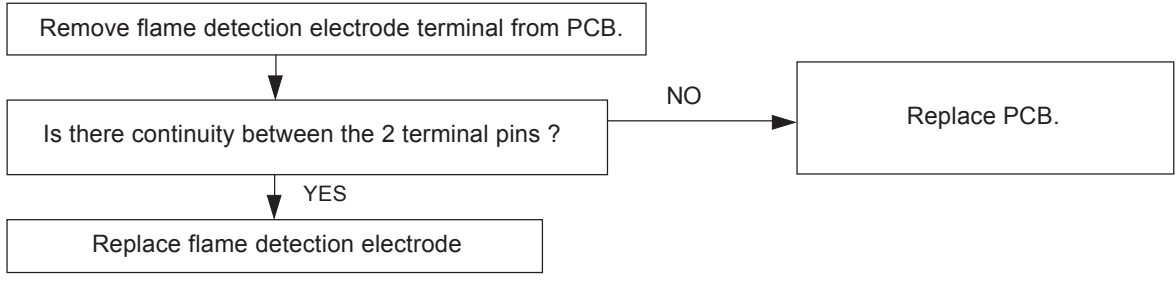 Remove flame detection electrode terminal from PCB.
Is there continuity between the 2 terminal pins ?
NO
Replace PCB.
YES
Replace flame detection electrode